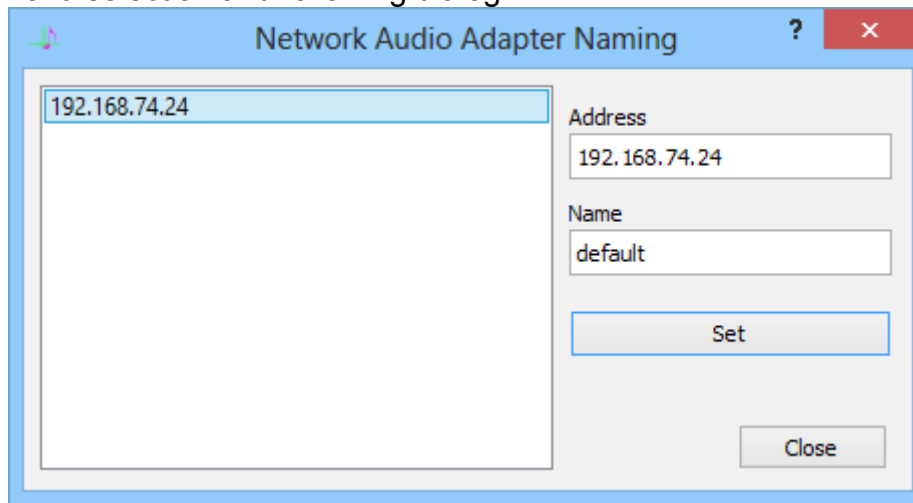 Network Audio Adapter Naming
?
×
192.168.74.24
Address
192.168.74.24
Name
default
Set
Close